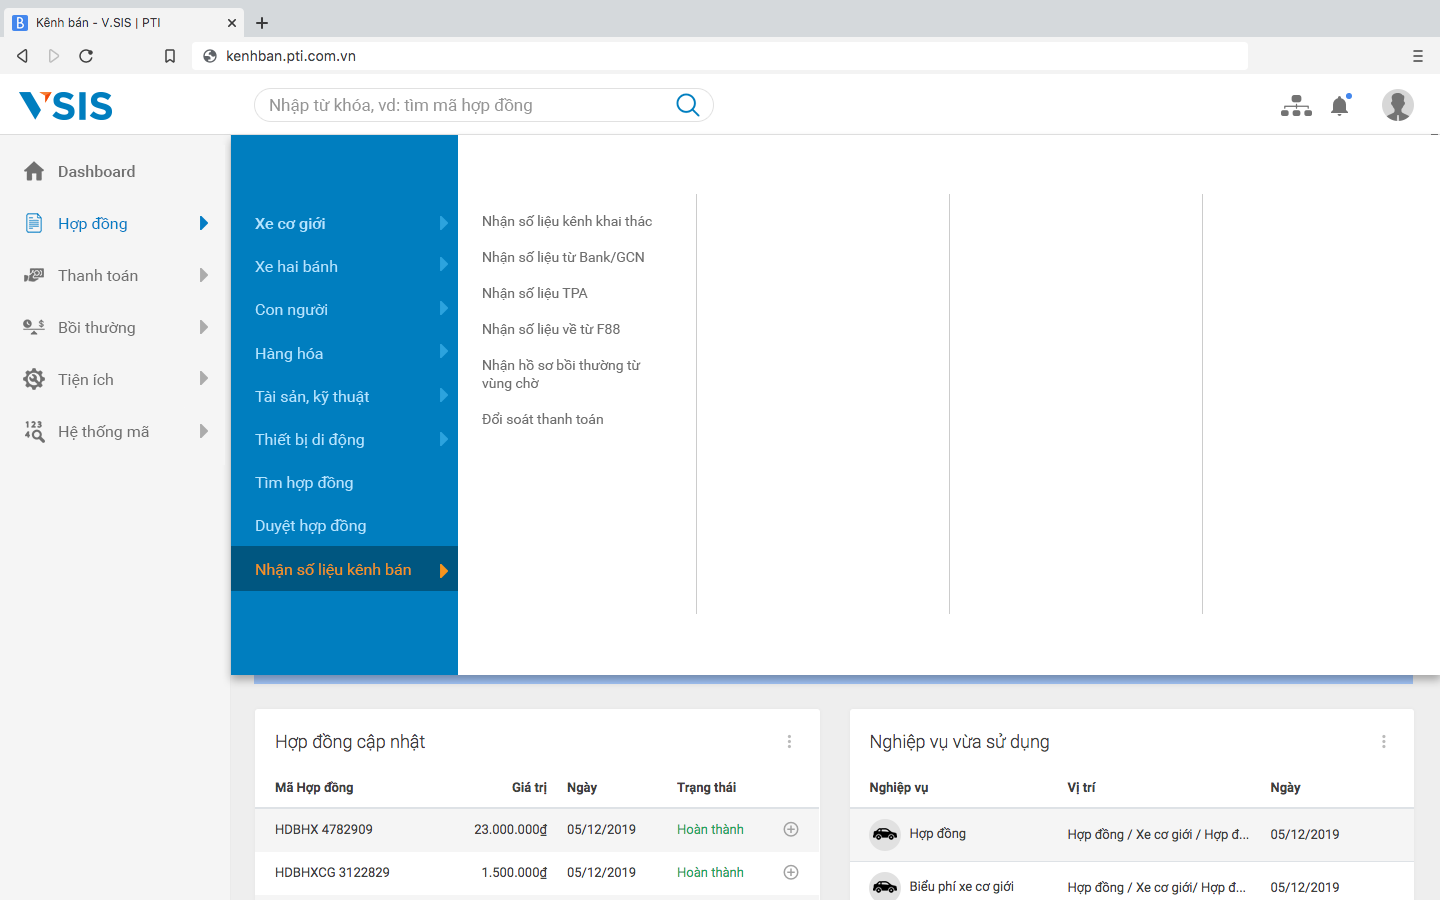 Kênh bán - V.SIS | PTI
kenhban.pti.com.vn
VSIS
Nhập từ khóa, vd: tìm mã hợp đồng
Dashboard
Hợp đồng
Thanh toán
Bồi thường
Tiện ích
Hệ thống mã
Xe cơ giới
Xe hai bánh
Con người
Hàng hóa
Tài sản, kỹ thuật
Thiết bị di động
Tìm hợp đồng
Duyệt hợp đồng
Nhận số liệu kênh bán
Nhận số liệu kênh khai thác
Nhận số liệu từ Bank/GCN
Nhận số liệu TPA
Nhận số liệu về từ F88
Nhận hồ sơ bồi thường từ
vùng chờ
Đổi soát thanh toán
Hợp đồng cập nhật
Mã Hợp đồng Giá trị Ngày Trạng thái
HDBHX 4782909 23.000.000₫ 05/12/2019 Hoàn thành
HDBHXCG 3122829 1.500.000₫ 05/12/2019 Hoàn thành
Nghiệp vụ vừa sử dụng
Nghiệp vụ Vị trí Ngày
Hợp đồng Hợp đồng / Xe cơ giới / Hợp đ... 05/12/2019
Biểu phí xe cơ giới Hợp đồng / Xe cơ giới/ Hợp đ... 05/12/2019